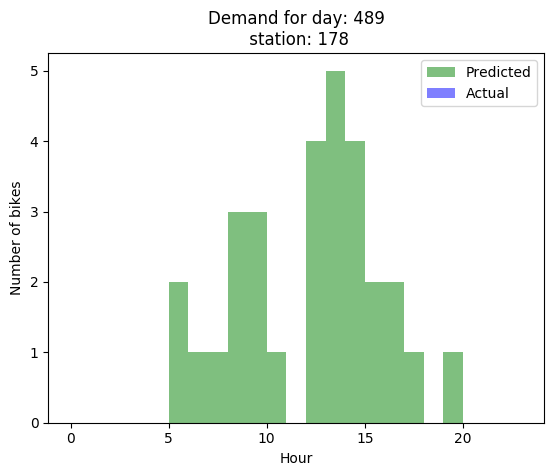 Demand for day: 489
station: 178
Predicted
Actual
Number of bikes
5
4
3
2
1
0
0 5 10 15 20
Hour